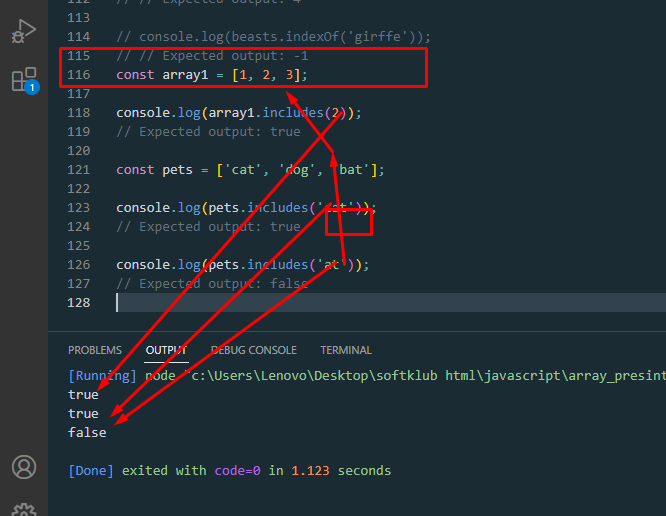 112 // // Expected output: 4
113
114 // console.log(beasts.indexOf('girffe'));
115 // // Expected output: -1
116 const array1 = [1, 2, 3];
117
118 console.log(array1.includes(2));
119 // Expected output: true
120
121 const pets = ['cat', 'dog', 'bat'];
122
123 console.log(pets.includes('cat'));
124 // Expected output: true
125
126 console.log(pets.includes('at'));
127 // Expected output: false
128
1
PROBLEMS OUTPUT DEBUG CONSOLE TERMINAL
[Running] node "c:\Users\Lenovo\Desktop\softklub html\javascript\array_presint
true
true
false
[Done] exited with code=0 in 1.123 seconds